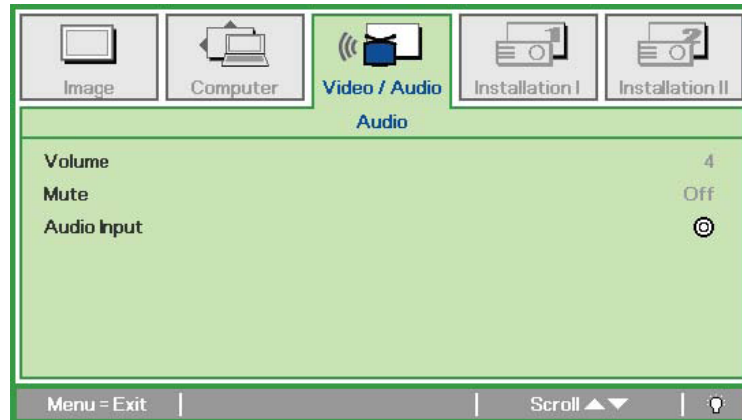 Image Computer Video / Audio Installation I Installation II
Audio
Volume 4
Mute Off
Audio Input
Menu = Exit Scroll ▲▼